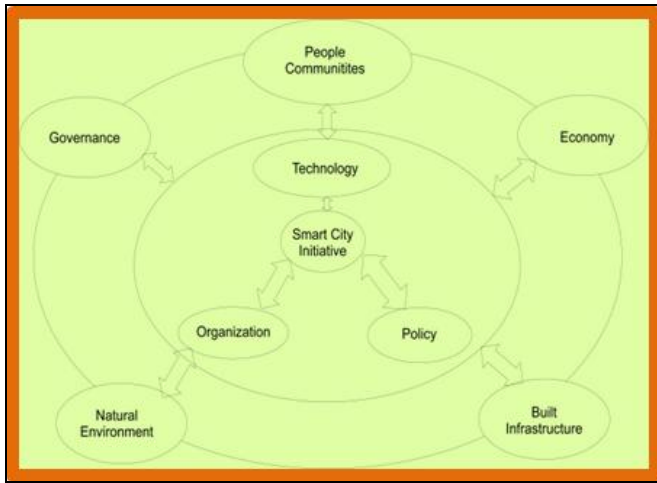 People
Communitites
Governance
Economy
Technology
Smart City
Initiative
Organization
Policy
Natural
Environment
Built
Infrastructure